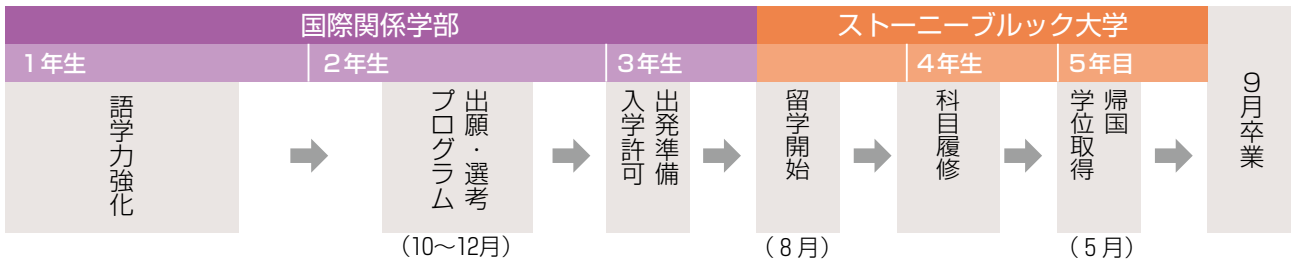 国際関係学部
ストーニーブルック大学
1年生
2年生
3年生
4年生
5年目
語学力強化
出願・選考
プログラム
出発準備
入学許可
留学開始
科目履修
帰国
学位取得
9月卒業
（10～12月）
（8月）
（5月）